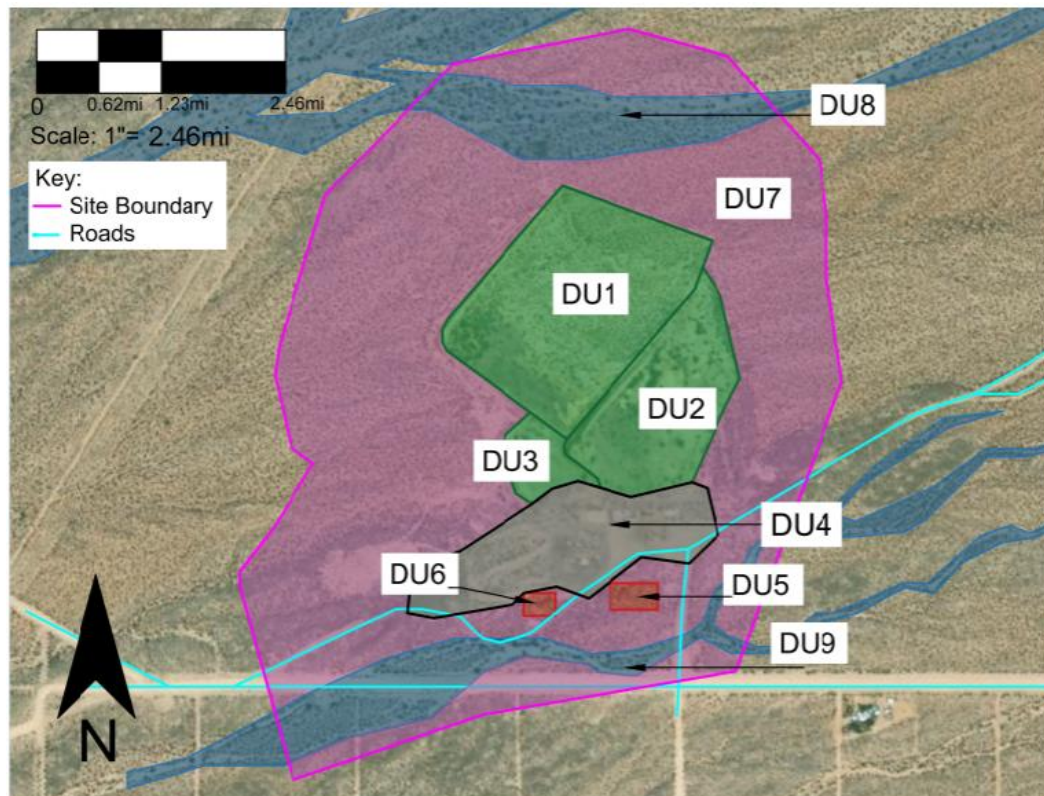 0
0.62mi
1.23mi
2.46mi
Scale: 1"= 2.46mi
Key:
Site Boundary
Roads
DU8
DU7
DU1
DU2
DU3
DU4
DU6
DU5
DU9
N